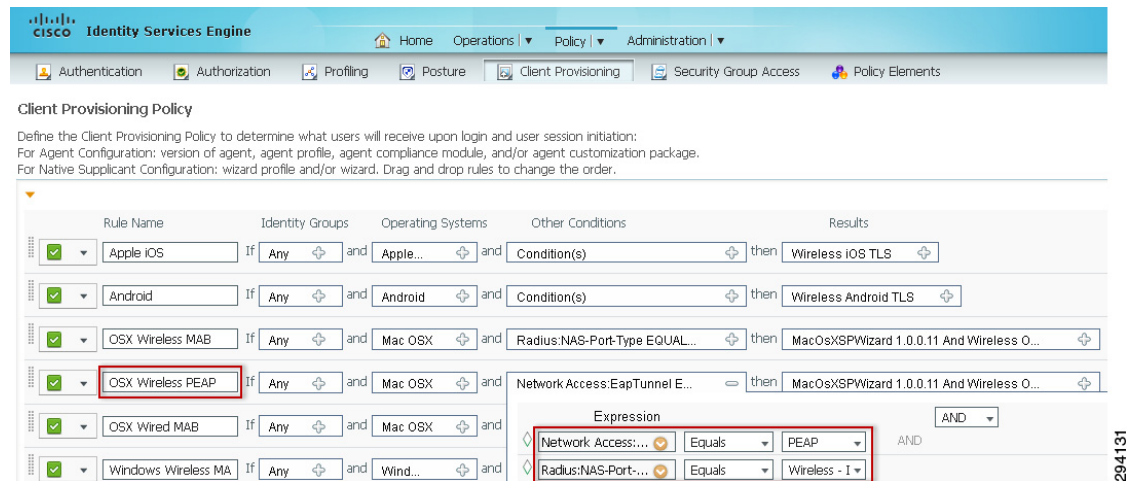 cisco Identity Services Engine
Home Operations | Policy | Administration |
Authentication Authorization Profiling Posture Client Provisioning Security Group Access Policy Elements
Client Provisioning Policy
Define the Client Provisioning Policy to determine what users will receive upon login and user session initiation:
For Agent Configuration: version of agent, agent profile, agent compliance module, and/or agent customization package.
For Native Supplicant Configuration: wizard profile and/or wizard. Drag and drop rules to change the order.
Rule Name Identity Groups Operating Systems Other Conditions Results
Apple iOS If Any and Apple... and Condition(s) then Wireless iOS TLS
Android If Any and Android and Condition(s) then Wireless Android TLS
OSX Wireless MAB If Any and Mac OSX and Radius:NAS-Port-Type EQUAL... then MacOsXSPWizard 1.0.0.11 And Wireless O...
OSX Wireless PEAP If Any and Mac OSX and Network Access:EapTunnel E... then MacOsXSPWizard 1.0.0.11 And Wireless O...
Expression AND
OSX Wired MAB If Any and Mac OSX and Network Access:... Equals PEAP AND
Windows Wireless MA If Any and Wind... and Radius:NAS-Port-... Equals Wireless - I
294131